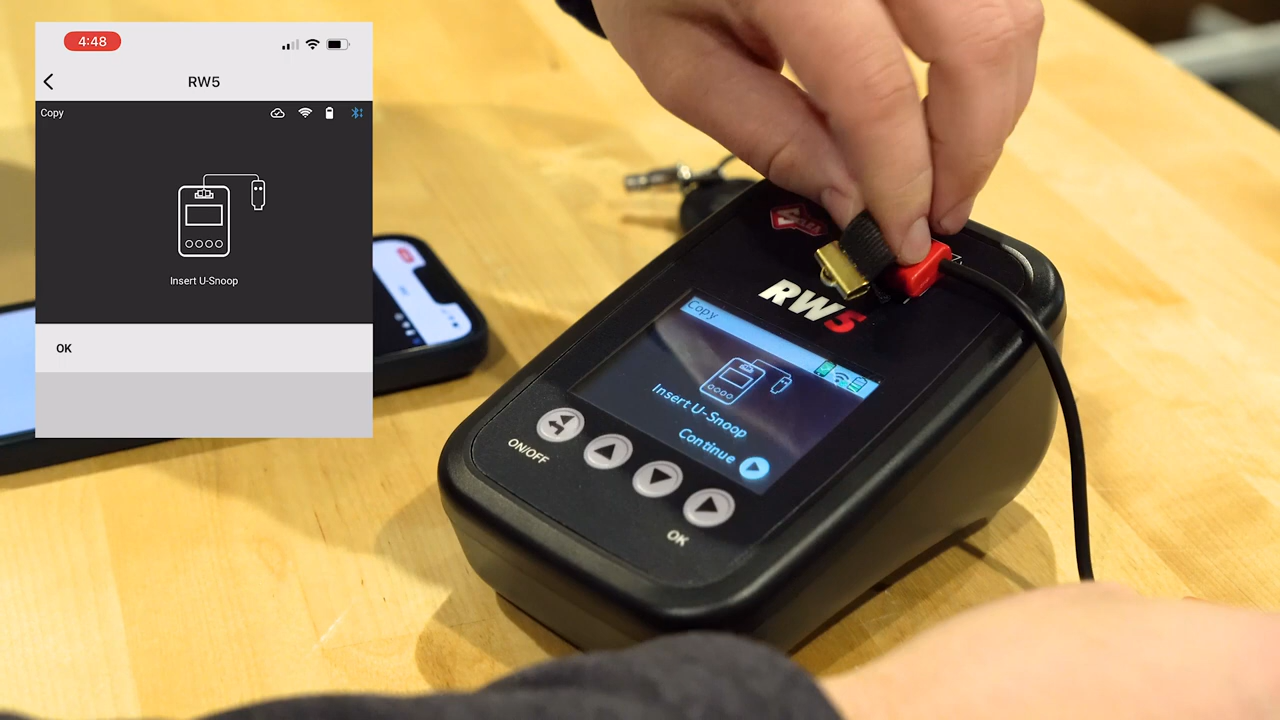 4:48
RW5
Copy
Insert U-Snoop
OK
RW5
Copy
Insert U-Snoop
Continue
ON/OFF
OK